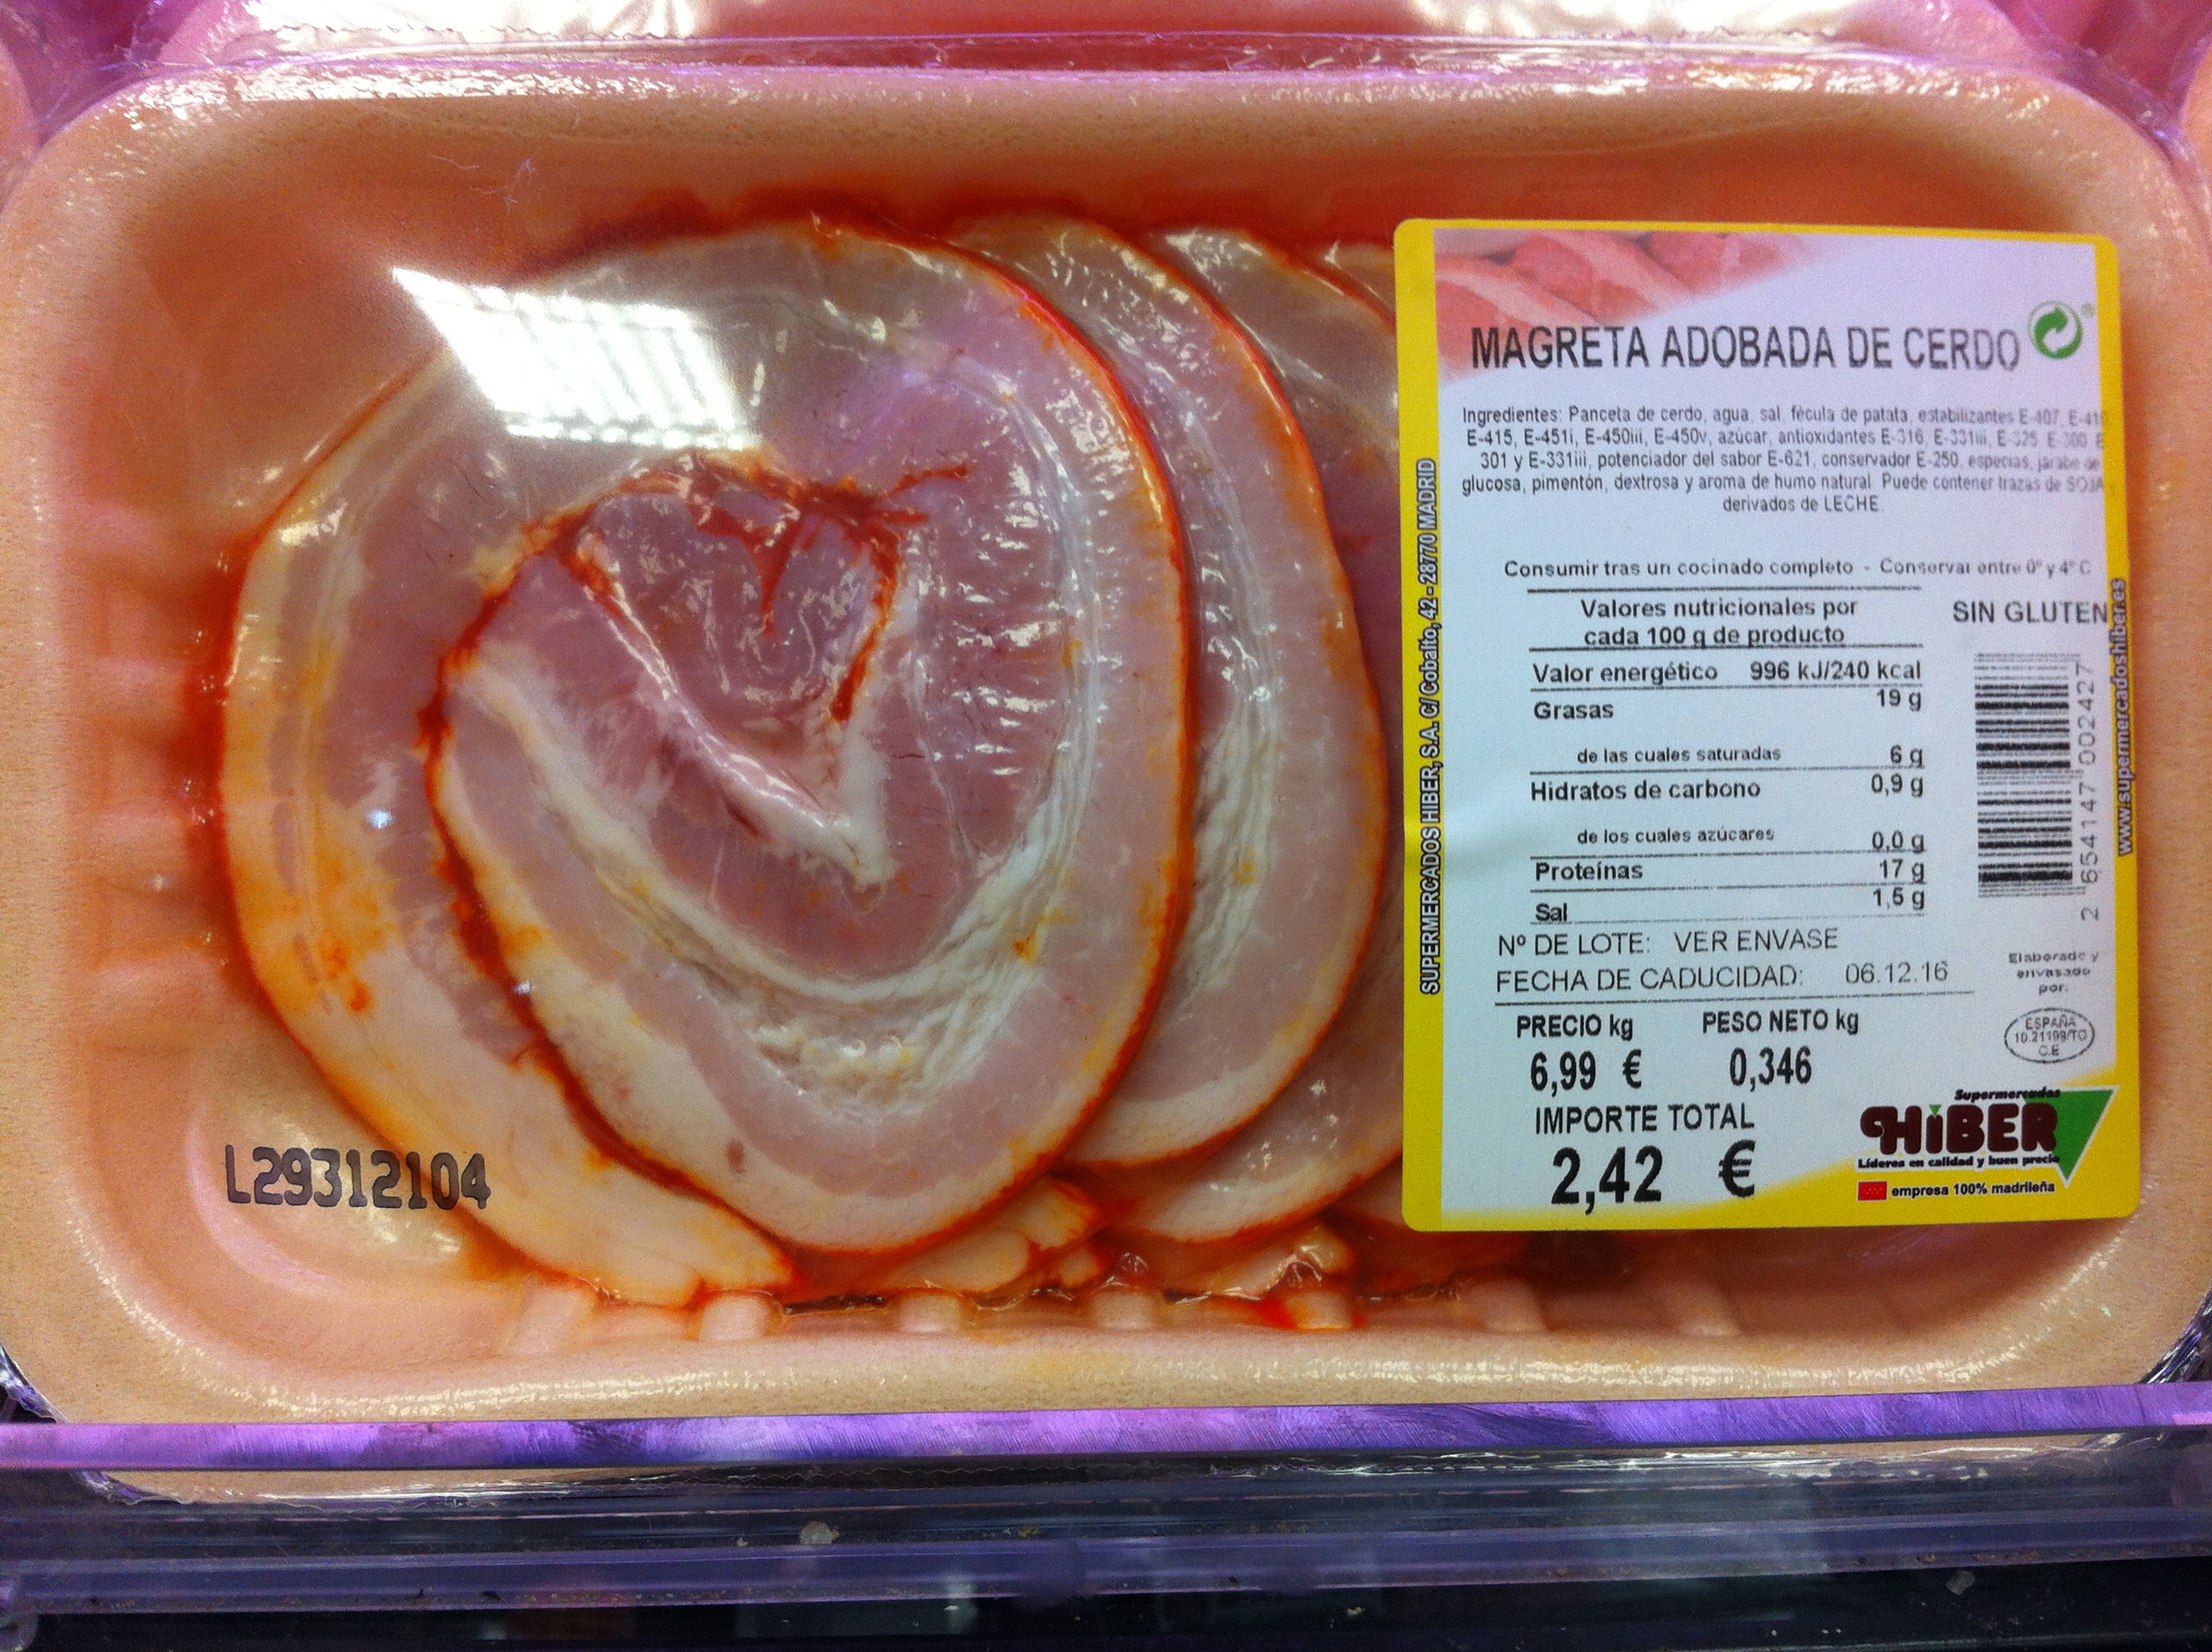 MAGRETA ADOBADA DE CERDO
Ingredientes: Panceta de cerdo, agua, sal, fécula de patata, estabilizantes E-407, E-410
E-415, E-451i, E-450iii, E-450v, azúcar, antioxidantes E-316, E-331iii, E-325 E-300 E
301 y E-331iii, potenciador del sabor E-621, conservador E-250, especias, jarabe de
glucosa, pimentón, dextrosa y aroma de humo natural. Puede contener trazas de SOJA
derivados de LECHE.
Consumir tras un cocinado completo - Conservar entre 0º y 4º C
Valores nutricionales por
cada 100 g de producto
SIN GLUTEN
Valor energético 996 kJ/240 kcal
Grasas 19 g
de las cuales saturadas 6 g
Hidratos de carbono 0,9 g
de los cuales azúcares 0,0 g
Proteínas 17 g
Sal 1,5 g
2 654147 002427
Nº DE LOTE: VER ENVASE
FECHA DE CADUCIDAD: 06.12.16
Elaborado y
envasado
por:
ESPAÑA
10.21199/TO
C.E
PRECIO kg PESO NETO kg
6,99 € 0,346
IMPORTE TOTAL
2,42 €
Supermercados
HIBER
Líderes en calidad y buen precio
empresa 100% madrileña
SUPERMERCADOS HIBER, S.A. C/ Cobalto, 42 - 28770 MADRID
www.supermercadoshiber.es
L29312104